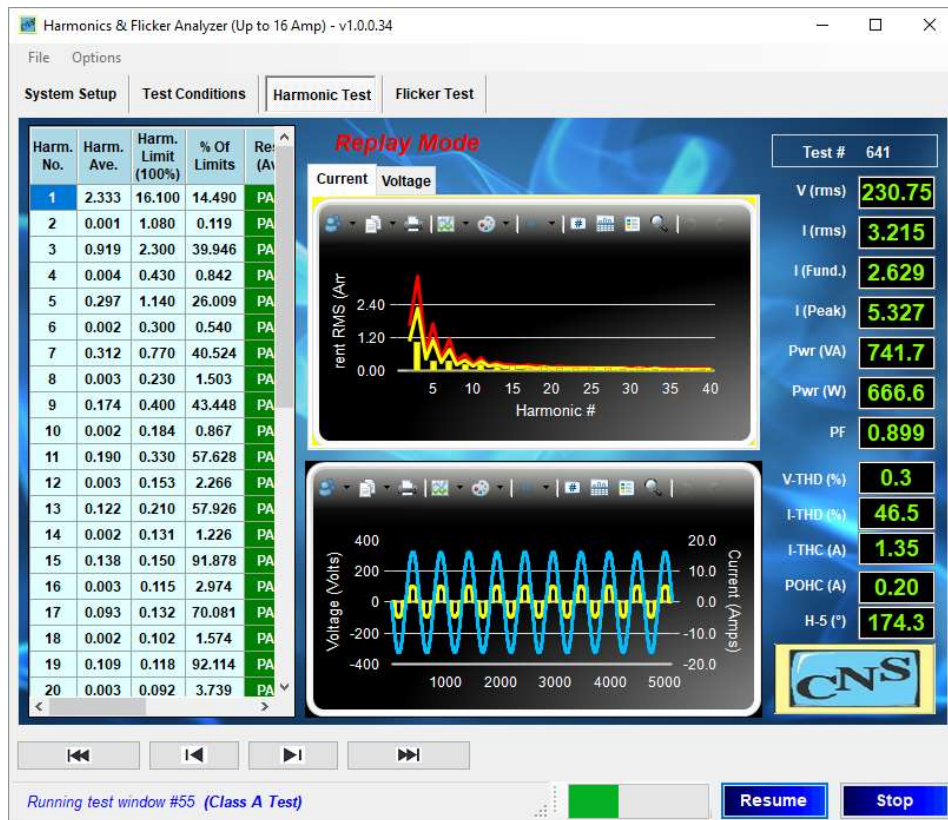 Harmonics & Flicker Analyzer (Up to 16 Amp) - v1.0.0.34
File Options
System Setup Test Conditions Harmonic Test Flicker Test
Harm. No. Harm. Ave. Harm. Limit (100%) % Of Limits
1 2.333 16.100 14.490 PA
2 0.001 1.080 0.119 PA
3 0.919 2.300 39.946 PA
4 0.004 0.430 0.842 PA
5 0.297 1.140 26.009 PA
6 0.002 0.300 0.540 PA
7 0.312 0.770 40.524 PA
8 0.003 0.230 1.503 PA
9 0.174 0.400 43.448 PA
10 0.002 0.184 0.867 PA
11 0.190 0.330 57.628 PA
12 0.003 0.153 2.266 PA
13 0.122 0.210 57.926 PA
14 0.002 0.131 1.226 PA
15 0.138 0.150 91.878 PA
16 0.003 0.115 2.974 PA
17 0.093 0.132 70.081 PA
18 0.002 0.102 1.574 PA
19 0.109 0.118 92.114 PA
20 0.003 0.092 3.739 PA
Replay Mode
Current Voltage
rent RMS (Arr
2.40
1.20
0.00
5 10 15 20 25 30 35 40
Harmonic #
Voltage (Volts)
400
200
0
-200
-400
20.0
10.0
0.0
-10.0
-20.0
Current (Amps)
1000 2000 3000 4000 5000
Test # 641
V (rms) 230.75
I (rms) 3.215
I (Fund.) 2.629
I (Peak) 5.327
Pwr (VA) 741.7
Pwr (W) 666.6
PF 0.899
V-THD (%) 0.3
I-THD (%) 46.5
I-THC (A) 1.35
POHC (A) 0.20
H-5 (°) 174.3
CNS
Running test window #55 (Class A Test)
Resume Stop